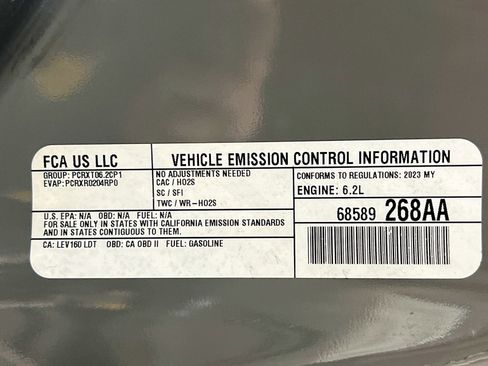 FCA US LLC
VEHICLE EMISSION CONTROL INFORMATION
GROUP: PCRXT06.2CP1
EVAP: PCRXR0204RP0
NO ADJUSTMENTS NEEDED
CAC / HO2S
SC / SFI
TWC / WR-HO2S
CONFORMS TO REGULATIONS: 2023 MY
ENGINE: 6.2L
U.S. EPA: N/A OBD: N/A FUEL: N/A
FOR SALE ONLY IN STATES WITH CALIFORNIA EMISSION STANDARDS
AND IN STATES CONTIGUOUS TO THEM.
CA: LEV160 LDT OBD: CA OBD II FUEL: GASOLINE
68589 268AA